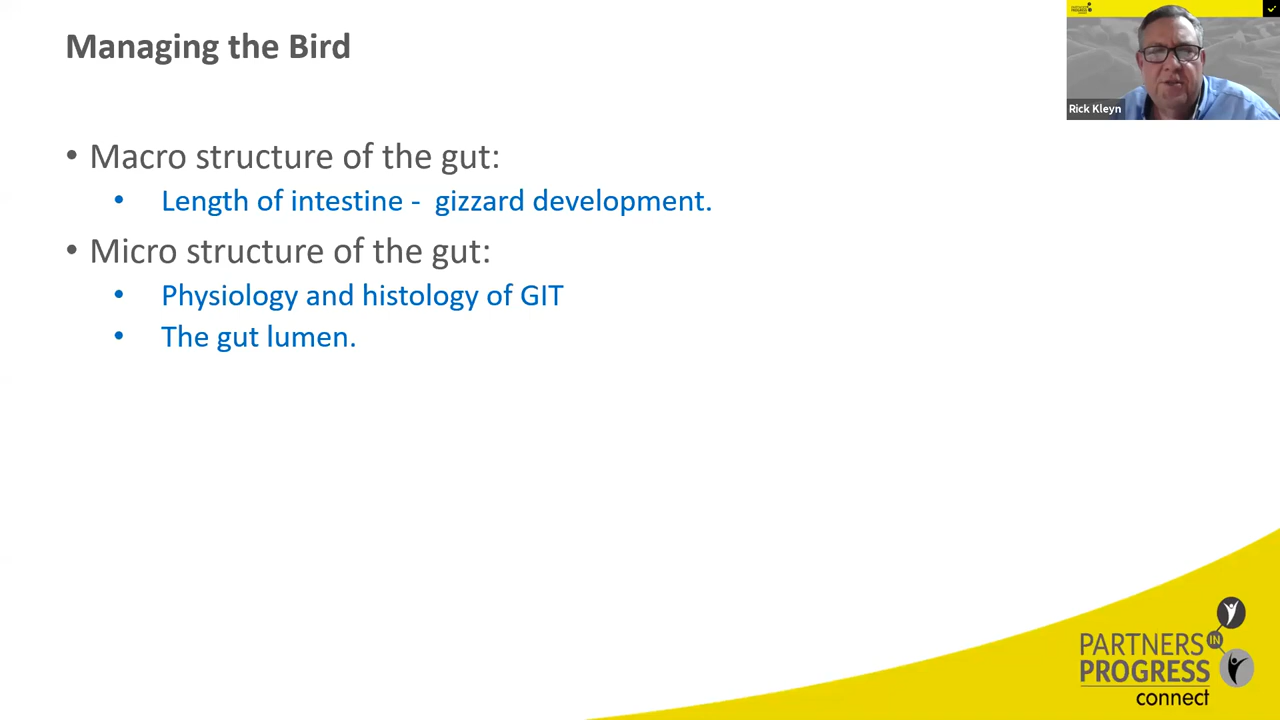 Managing the Bird
Rick Kleyn
• Macro structure of the gut:
• Length of intestine - gizzard development.
• Micro structure of the gut:
• Physiology and histology of GIT
• The gut lumen.
PARTNERS IN
PROGRESS
connect